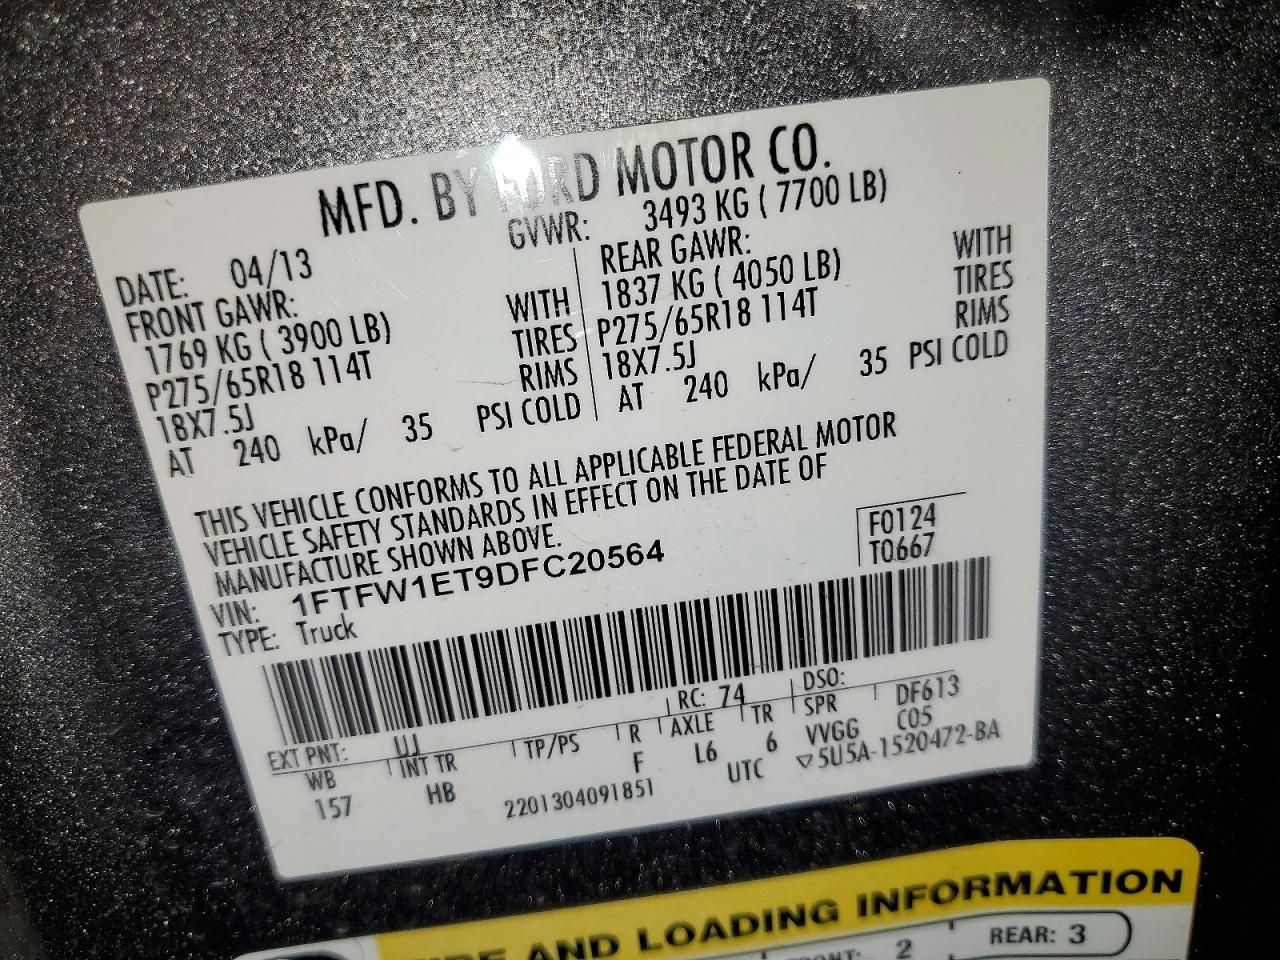 MFD. BY FORD MOTOR CO.
DATE: 04/13 GVWR: 3493 KG ( 7700 LB)
FRONT GAWR: REAR GAWR:
1769 KG ( 3900 LB) WITH 1837 KG ( 4050 LB) WITH
P275/65R18 114T TIRES P275/65R18 114T TIRES
18X7.5J RIMS 18X7.5J RIMS
AT 240 kPa/ 35 PSI COLD AT 240 kPa/ 35 PSI COLD
THIS VEHICLE CONFORMS TO ALL APPLICABLE FEDERAL MOTOR
VEHICLE SAFETY STANDARDS IN EFFECT ON THE DATE OF
MANUFACTURE SHOWN ABOVE.
VIN: 1FTFW1ET9DFC20564 F0124
TYPE: Truck T0667
EXT PNT: UJ RC: 74 DSO:
WB INT TR TP/PS R AXLE TR SPR DF613
157 HB F L6 6 VVGG C05
2201304091851 UTC ▽5U5A-1520472-BA
AND LOADING INFORMATION
2 REAR: 3